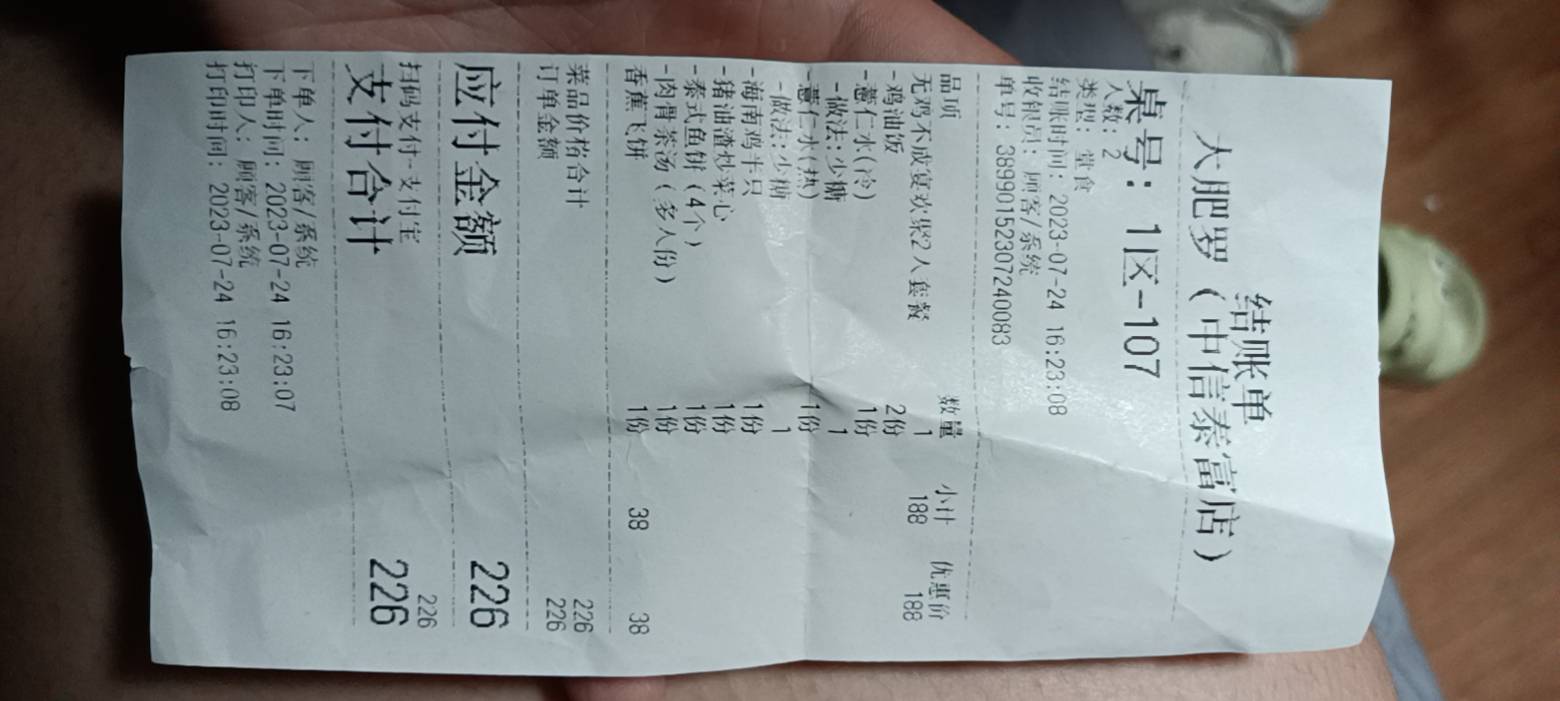 结账单
大肥罗（中信泰富店）
桌号：1区-107
人数：2
类型：堂食
结账时间：2023-07-24 16:23:08
收银员：顾客/系统
单号：38990152307240083
品项 数量 小计 优惠价
无鸡不成宴欢聚2人套餐 1 188 188
-鸡油饭 2份
-薏仁水(冷) 1份
-做法：少糖 1
-薏仁水(热) 1份
-做法：少糖 1
-海南鸡半只 1份
-猪油渣炒菜心 1份
-泰式鱼饼（4个） 1份
-肉骨茶汤（多人份） 1份
香蕉飞饼 1份 38 38
菜品价格合计 226
订单金额 226
应付金额 226
扫码支付-支付宝 226
支付合计 226
下单人：顾客/系统
下单时间：2023-07-24 16:23:07
打印人：顾客/系统
打印时间：2023-07-24 16:23:08